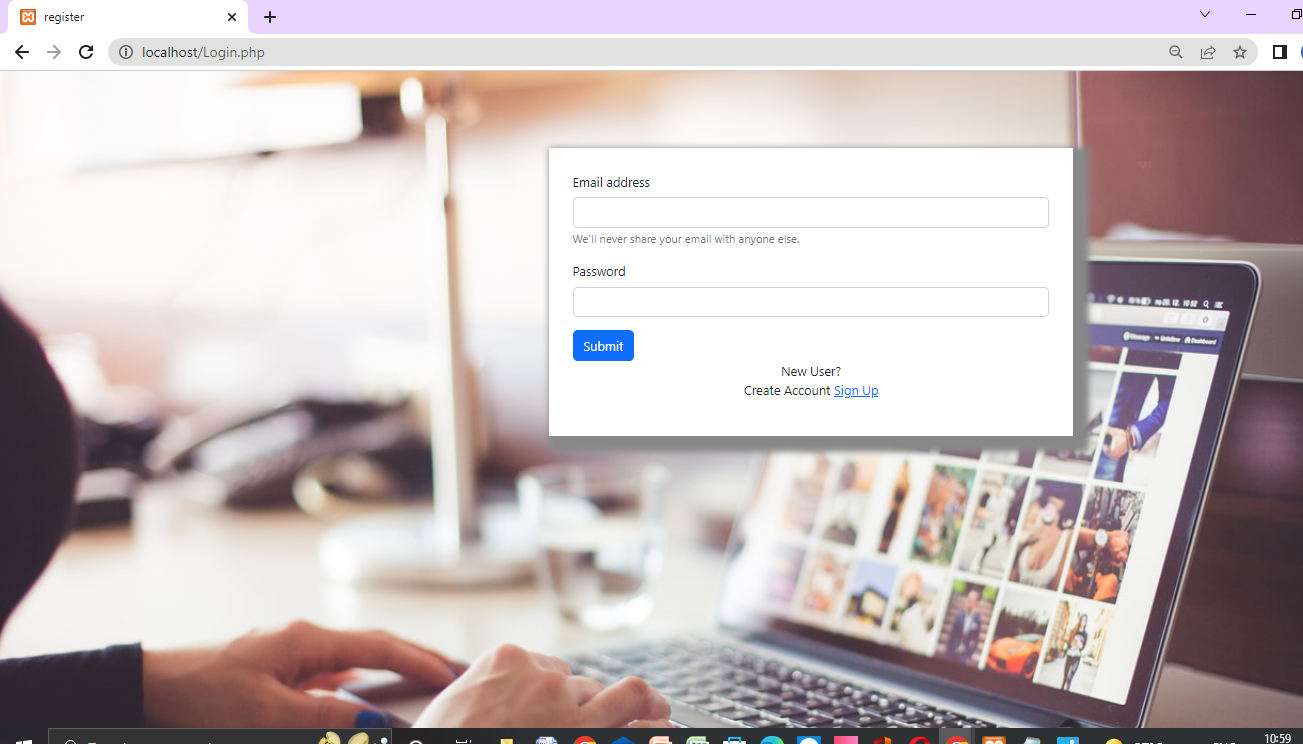 register
localhost/Login.php
Email address
We'll never share your email with anyone else.
Password
Submit
New User?
Create Account Sign Up
Dashboard
10:59